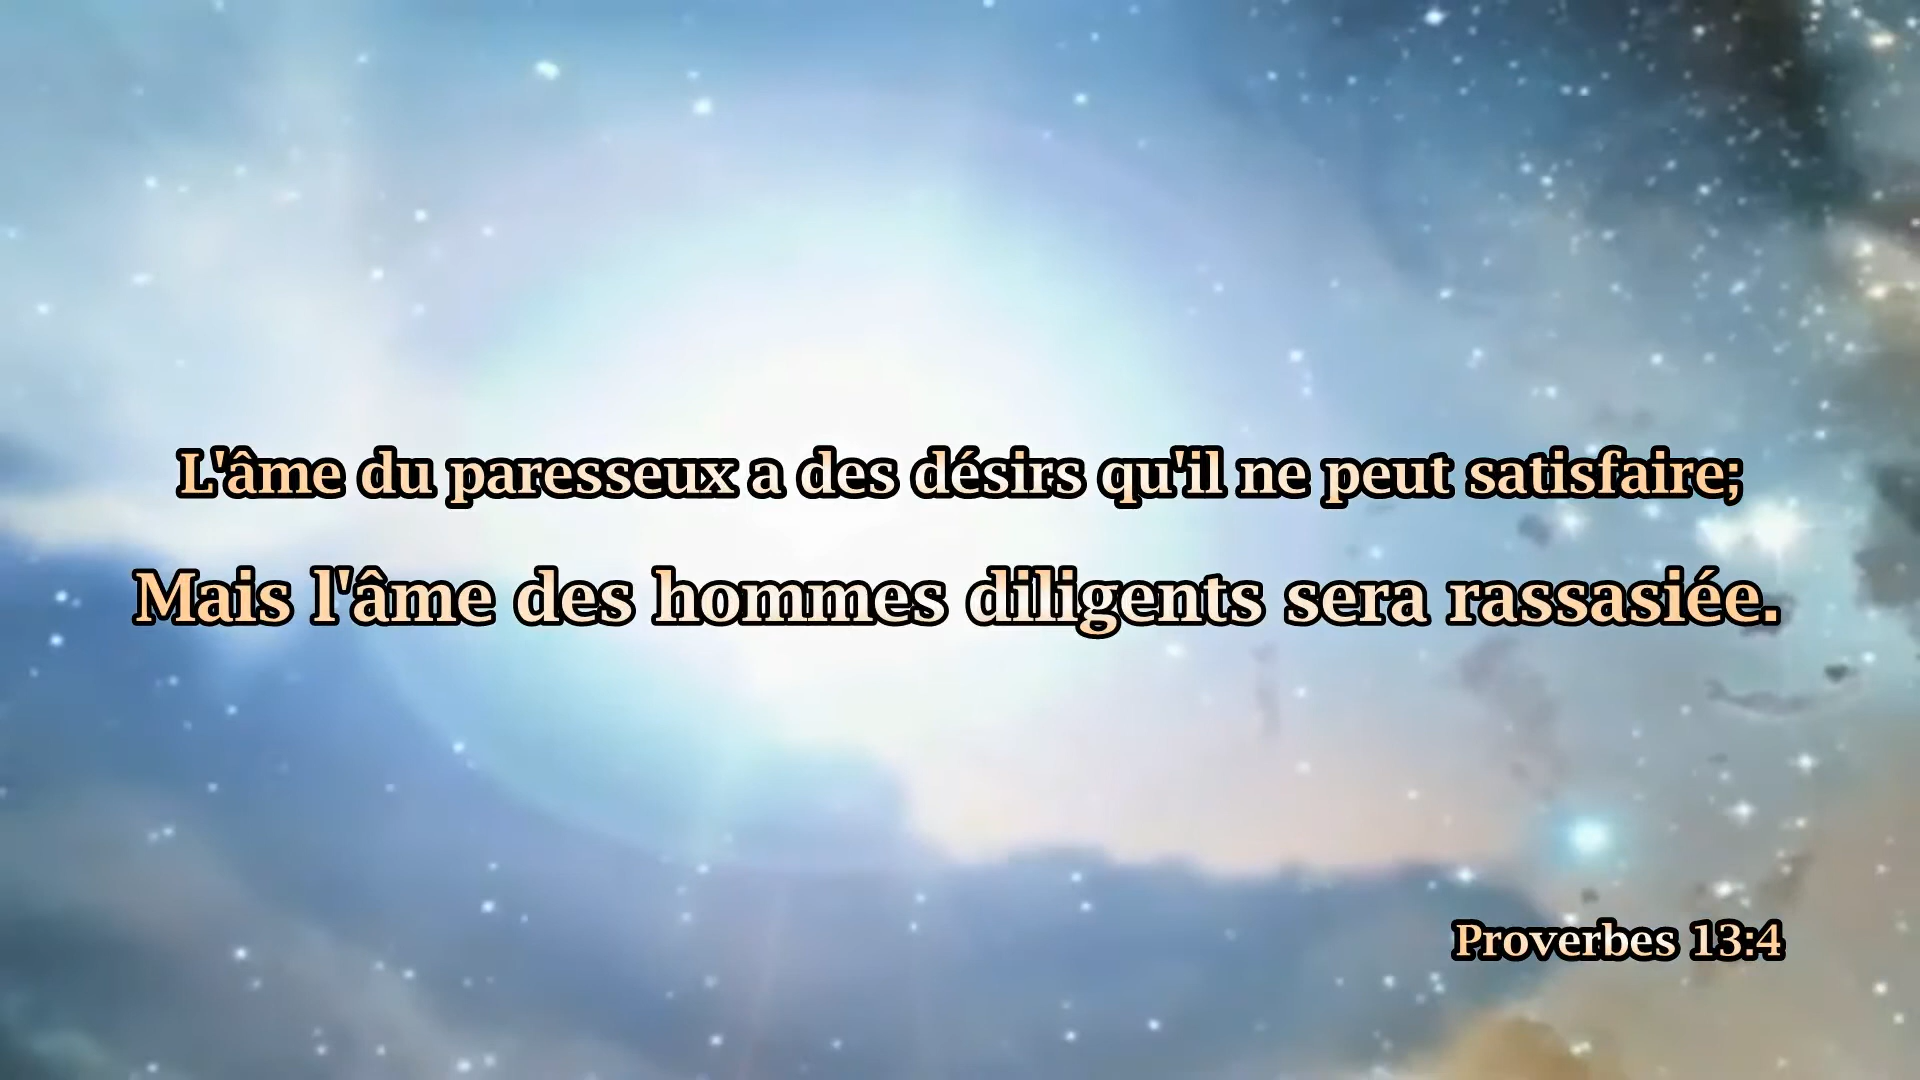 L'âme du paresseux a des désirs qu'il ne peut satisfaire;
Mais l'âme des hommes diligents sera rassasiée.
Proverbes 13:4